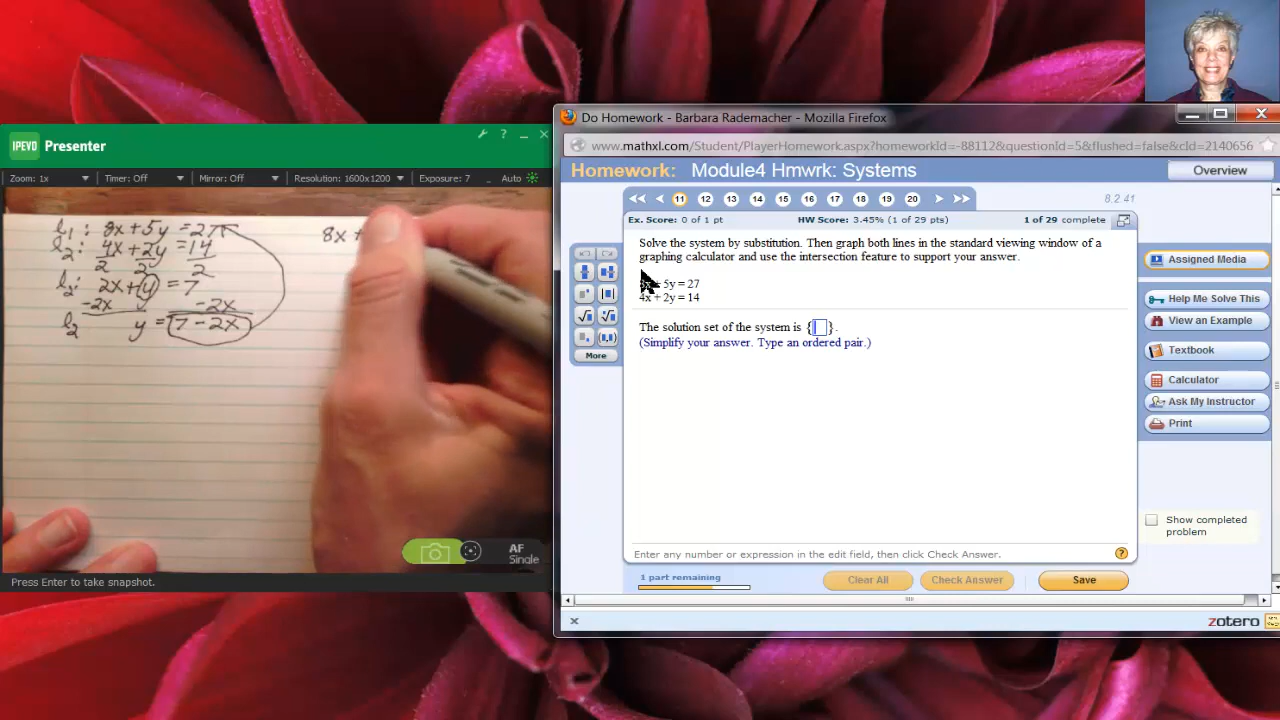 Do Homework - Barbara Rademacher - Mozilla Firefox
IPEVO Presenter
www.mathxl.com/Student/PlayerHomework.aspx?homeworkId=-88112&questionId=5&flushed=false&cId=2140656
Zoom: 1x Timer: Off Mirror: Off Resolution: 1600x1200 Exposure: 7 Auto
Homework: Module4 Hmwrk: Systems Overview
11 12 13 14 15 16 17 18 19 20 8.2.41
Ex. Score: 0 of 1 pt HW Score: 3.45% (1 of 29 pts) 1 of 29 complete
l1: 8x + 5y = 27
l2: 4x + 2y = 14
2 2 2
l2: 2x + y = 7
-2x -2x
l2 y = 7 - 2x
8x +
Solve the system by substitution. Then graph both lines in the standard viewing window of a
graphing calculator and use the intersection feature to support your answer.
5y = 27
4x + 2y = 14
The solution set of the system is { }.
(Simplify your answer. Type an ordered pair.)
More
Assigned Media
Help Me Solve This
View an Example
Textbook
Calculator
Ask My Instructor
Print
Show completed
problem
Enter any number or expression in the edit field, then click Check Answer.
1 part remaining
Clear All Check Answer Save
AF
Single
Press Enter to take snapshot.
zotero